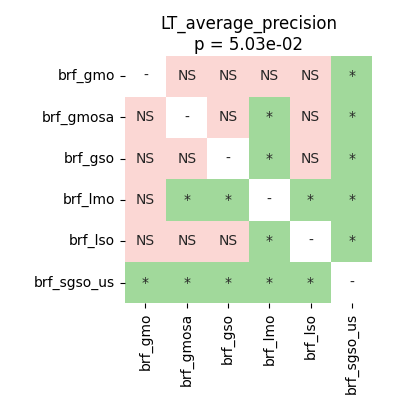 LT_average_precision
p = 5.03e-02
brf_gmo - NS NS NS NS *
brf_gmosa NS - NS * NS *
brf_gso NS NS - * NS *
brf_lmo NS * * - * *
brf_lso NS NS NS * - *
brf_sgso_us * * * * * -
brf_gmo brf_gmosa brf_gso brf_lmo brf_lso brf_sgso_us